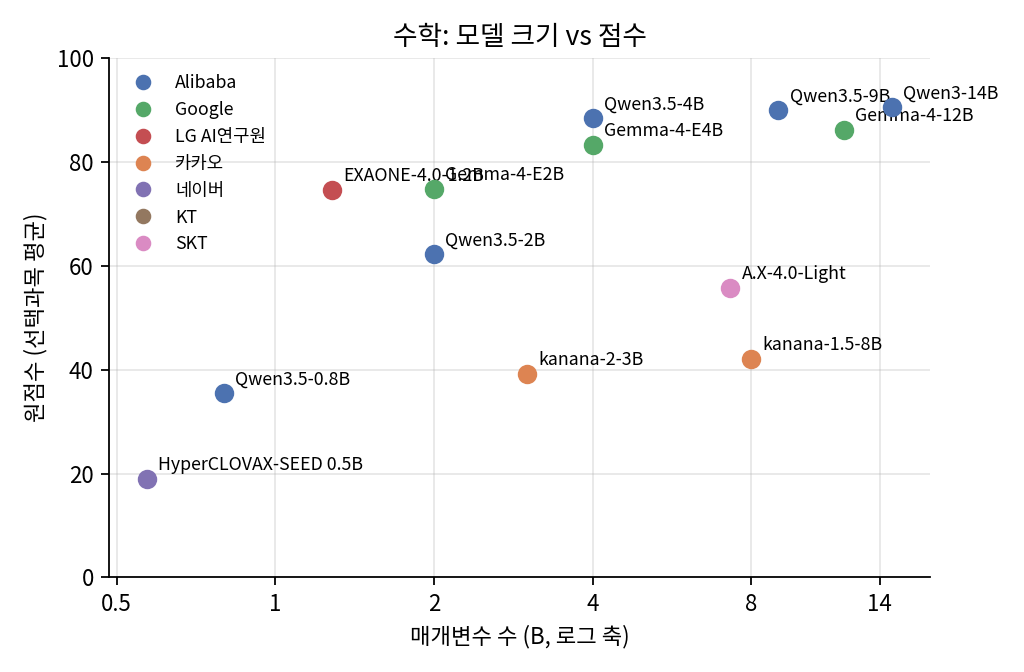 수학: 모델 크기 vs 점수
원점수 (선택과목 평균)
100
80
60
40
20
0
Alibaba
Google
LG AI연구원
카카오
네이버
KT
SKT
Qwen3.5-9B
Qwen3-14B
Qwen3.5-4B
Gemma-4-12B
Gemma-4-E4B
EXAONE-4.0-1.2B
Gemma-4-E2B
Qwen3.5-2B
A.X-4.0-Light
kanana-1.5-8B
kanana-2-3B
Qwen3.5-0.8B
HyperCLOVAX-SEED 0.5B
0.5 1 2 4 8 14
매개변수 수 (B, 로그 축)